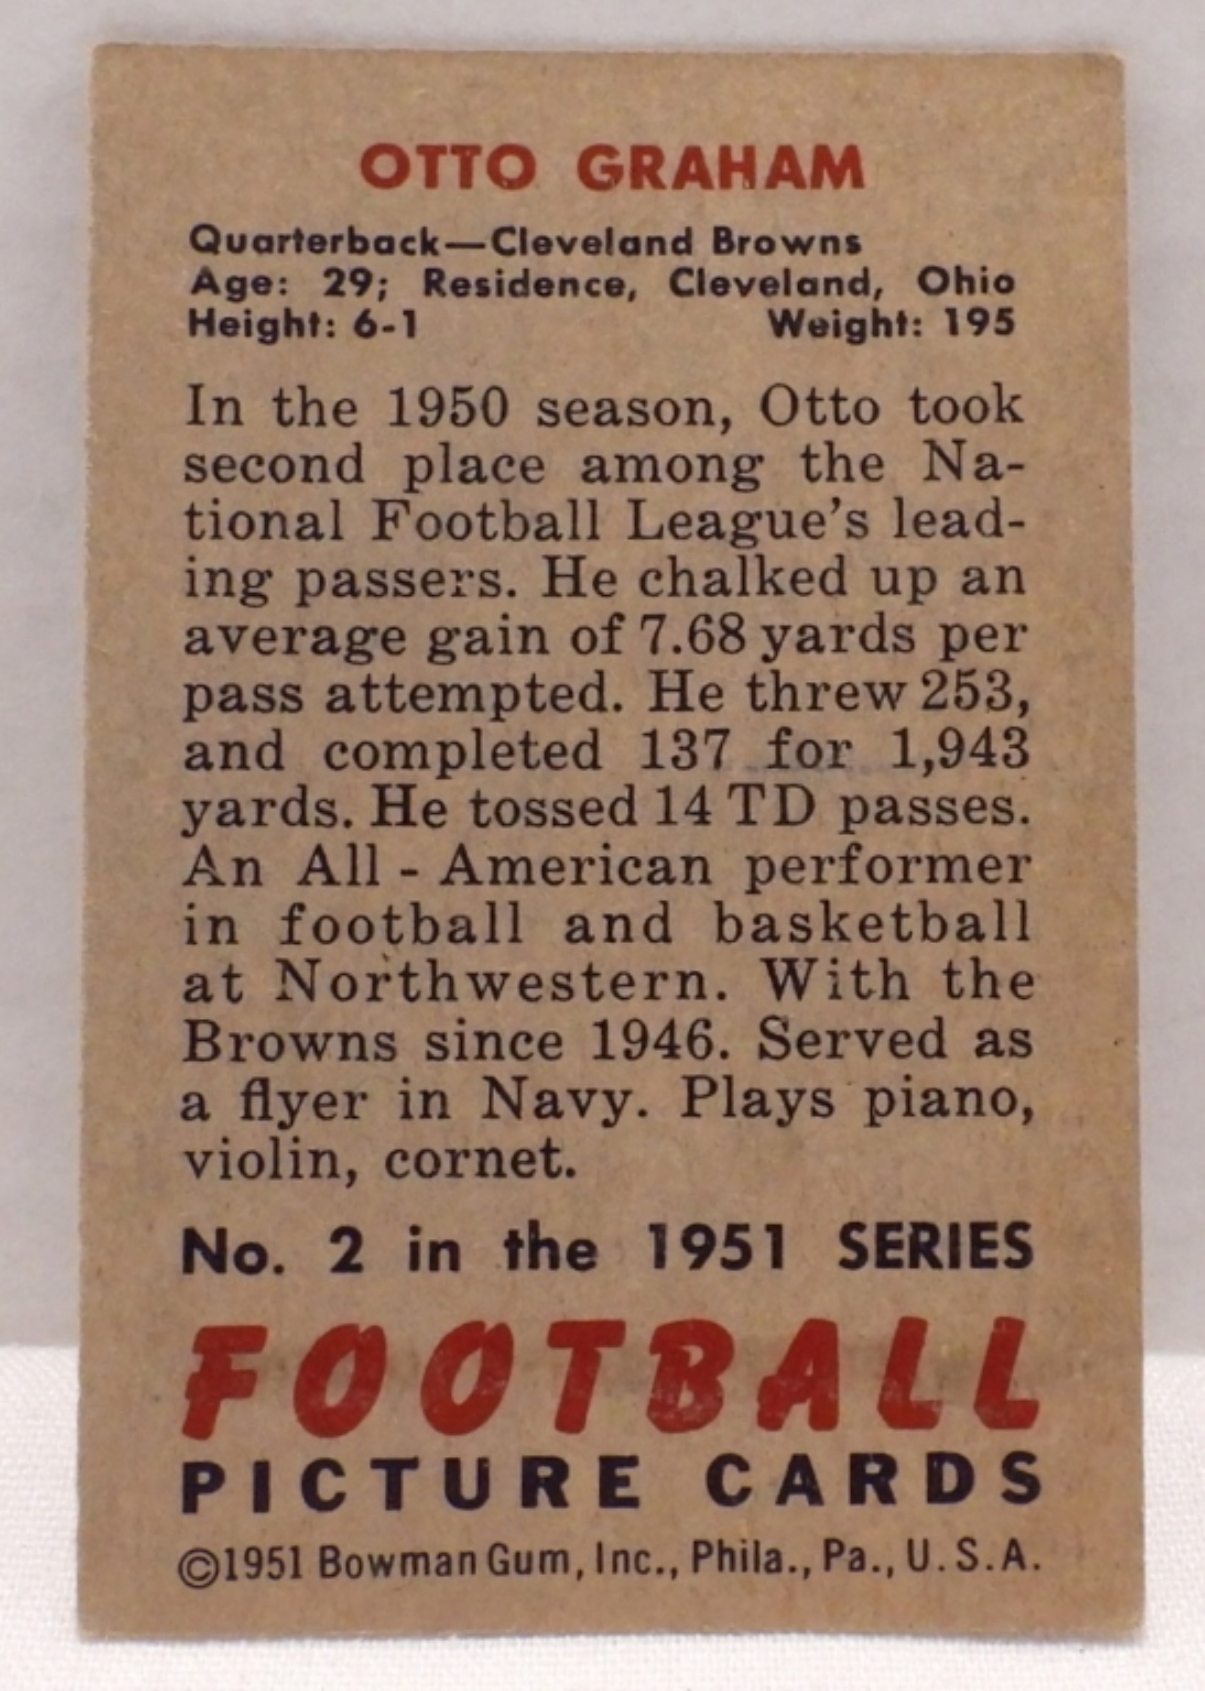 OTTO GRAHAM
Quarterback—Cleveland Browns
Age: 29; Residence, Cleveland, Ohio
Height: 6-1 Weight: 195
In the 1950 season, Otto took
second place among the Na-
tional Football League's lead-
ing passers. He chalked up an
average gain of 7.68 yards per
pass attempted. He threw 253,
and completed 137 for 1,943
yards. He tossed 14 TD passes.
An All - American performer
in football and basketball
at Northwestern. With the
Browns since 1946. Served as
a flyer in Navy. Plays piano,
violin, cornet.
No. 2 in the 1951 SERIES
FOOTBALL
PICTURE CARDS
©1951 Bowman Gum, Inc., Phila., Pa., U.S.A.